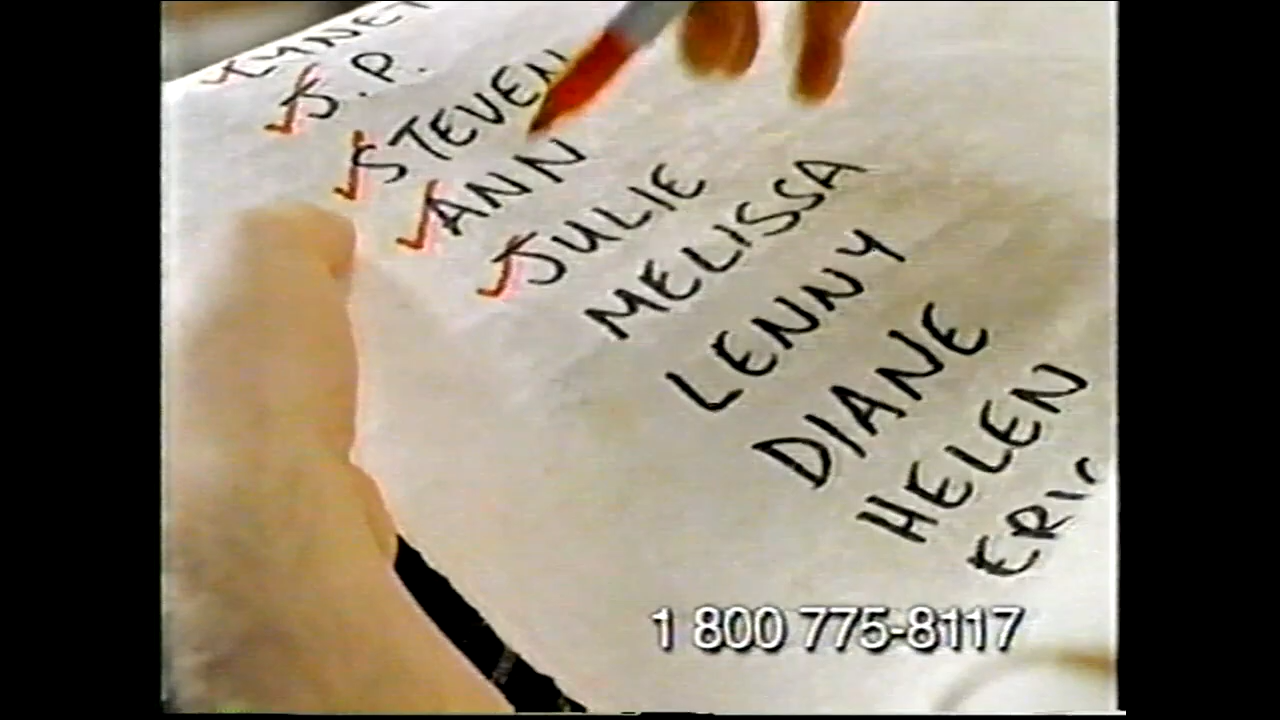 J.P.
STEVEN
ANN
JULIE
MELISSA
LENNY
DIANE
HELEN
1 800 775-8117